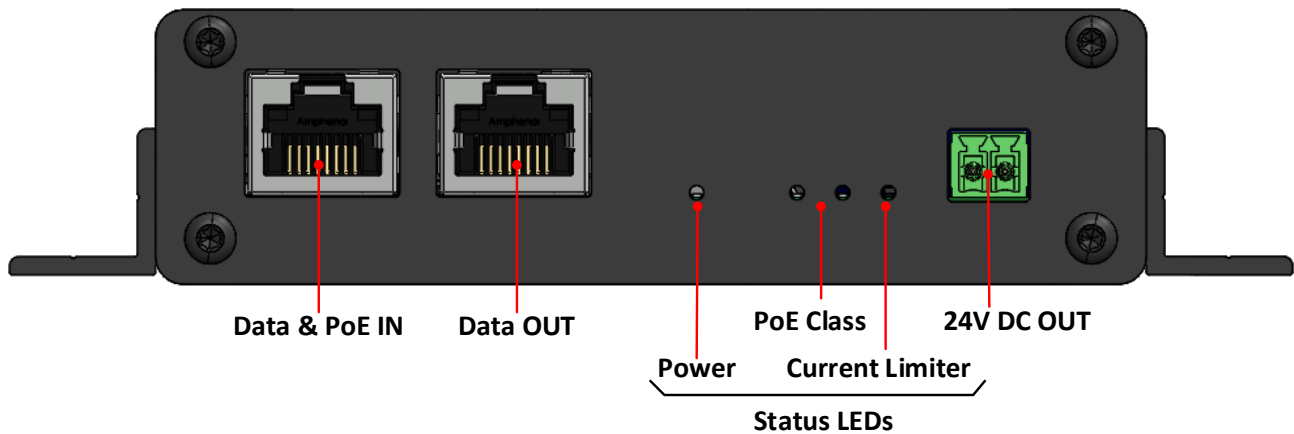 Amphenol Amphenol
Data & PoE IN Data OUT PoE Class 24V DC OUT
Power Current Limiter
Status LEDs